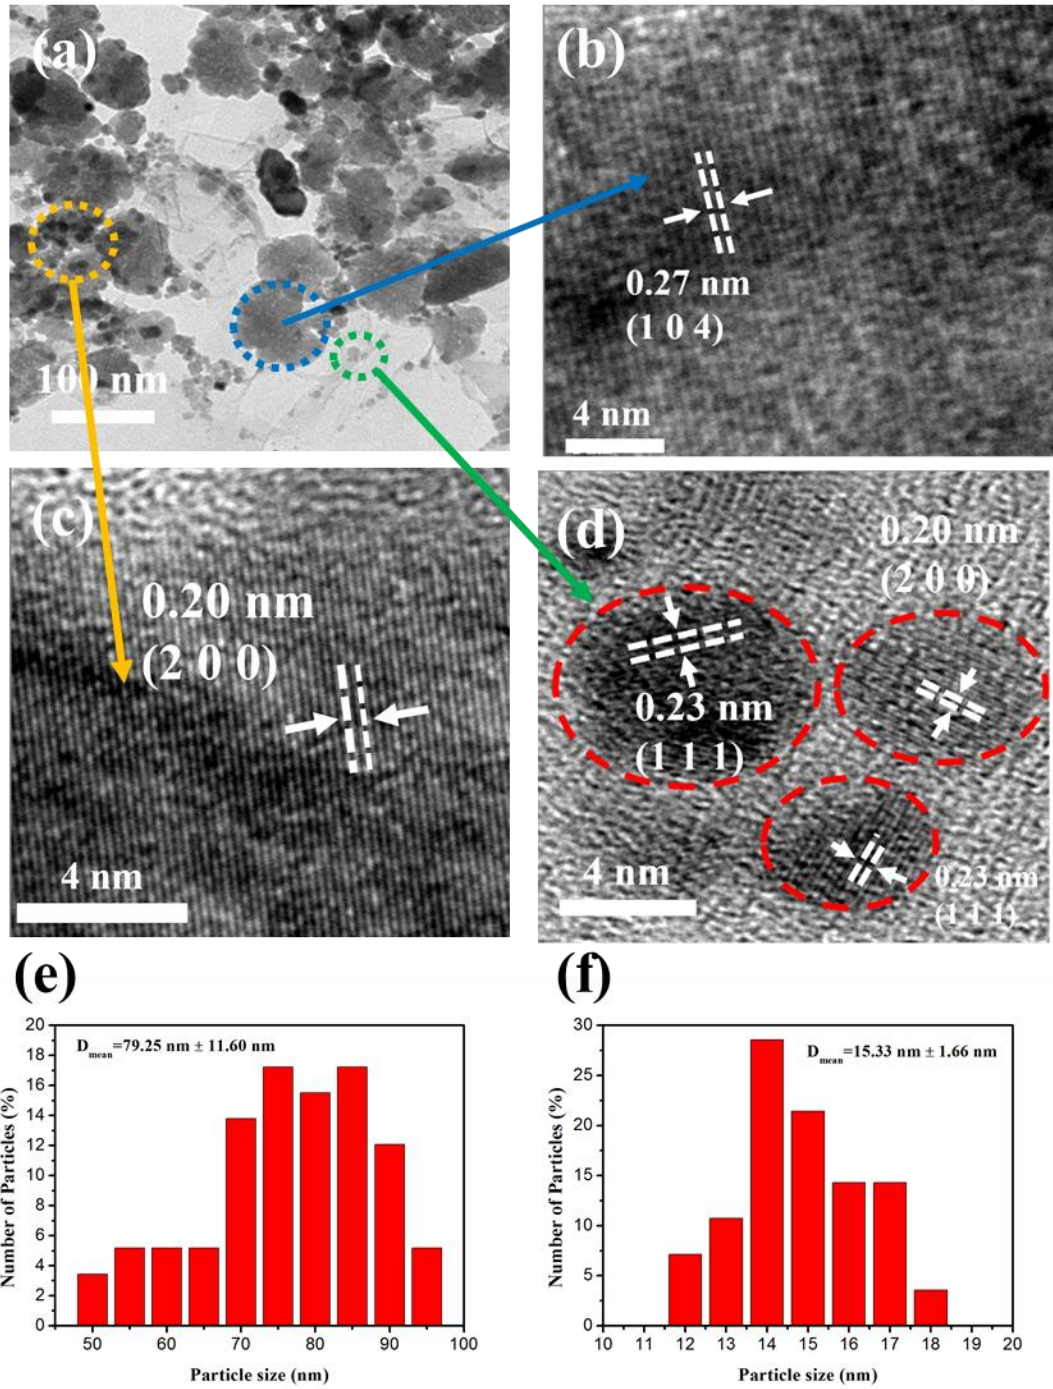 (a)
100 nm
(b)
0.27 nm
(1 0 4)
4 nm
(c)
0.20 nm
(2 0 0)
4 nm
(d)
0.20 nm
(2 0 0)
0.23 nm
(1 1 1)
0.23 nm
(1 1 1)
4 nm
(e)
D_mean=79.25 nm ± 11.60 nm
Number of Particles (%)
20
18
16
14
12
10
8
6
4
2
0
50 60 70 80 90 100
Particle size (nm)
(f)
D_mean=15.33 nm ± 1.66 nm
Number of Particles (%)
30
25
20
15
10
5
0
10 11 12 13 14 15 16 17 18 19 20
Particle size (nm)